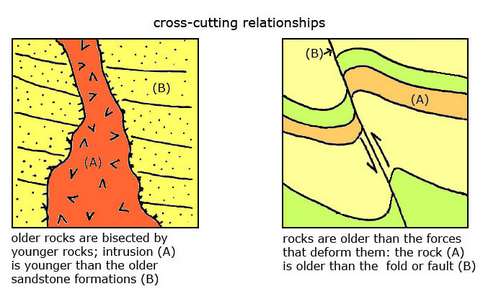 cross-cutting relationships
(B)
(A)
(B)
(A)
older rocks are bisected by
younger rocks; intrusion (A)
is younger than the older
sandstone formations (B)
rocks are older than the forces
that deform them: the rock (A)
is older than the fold or fault (B)